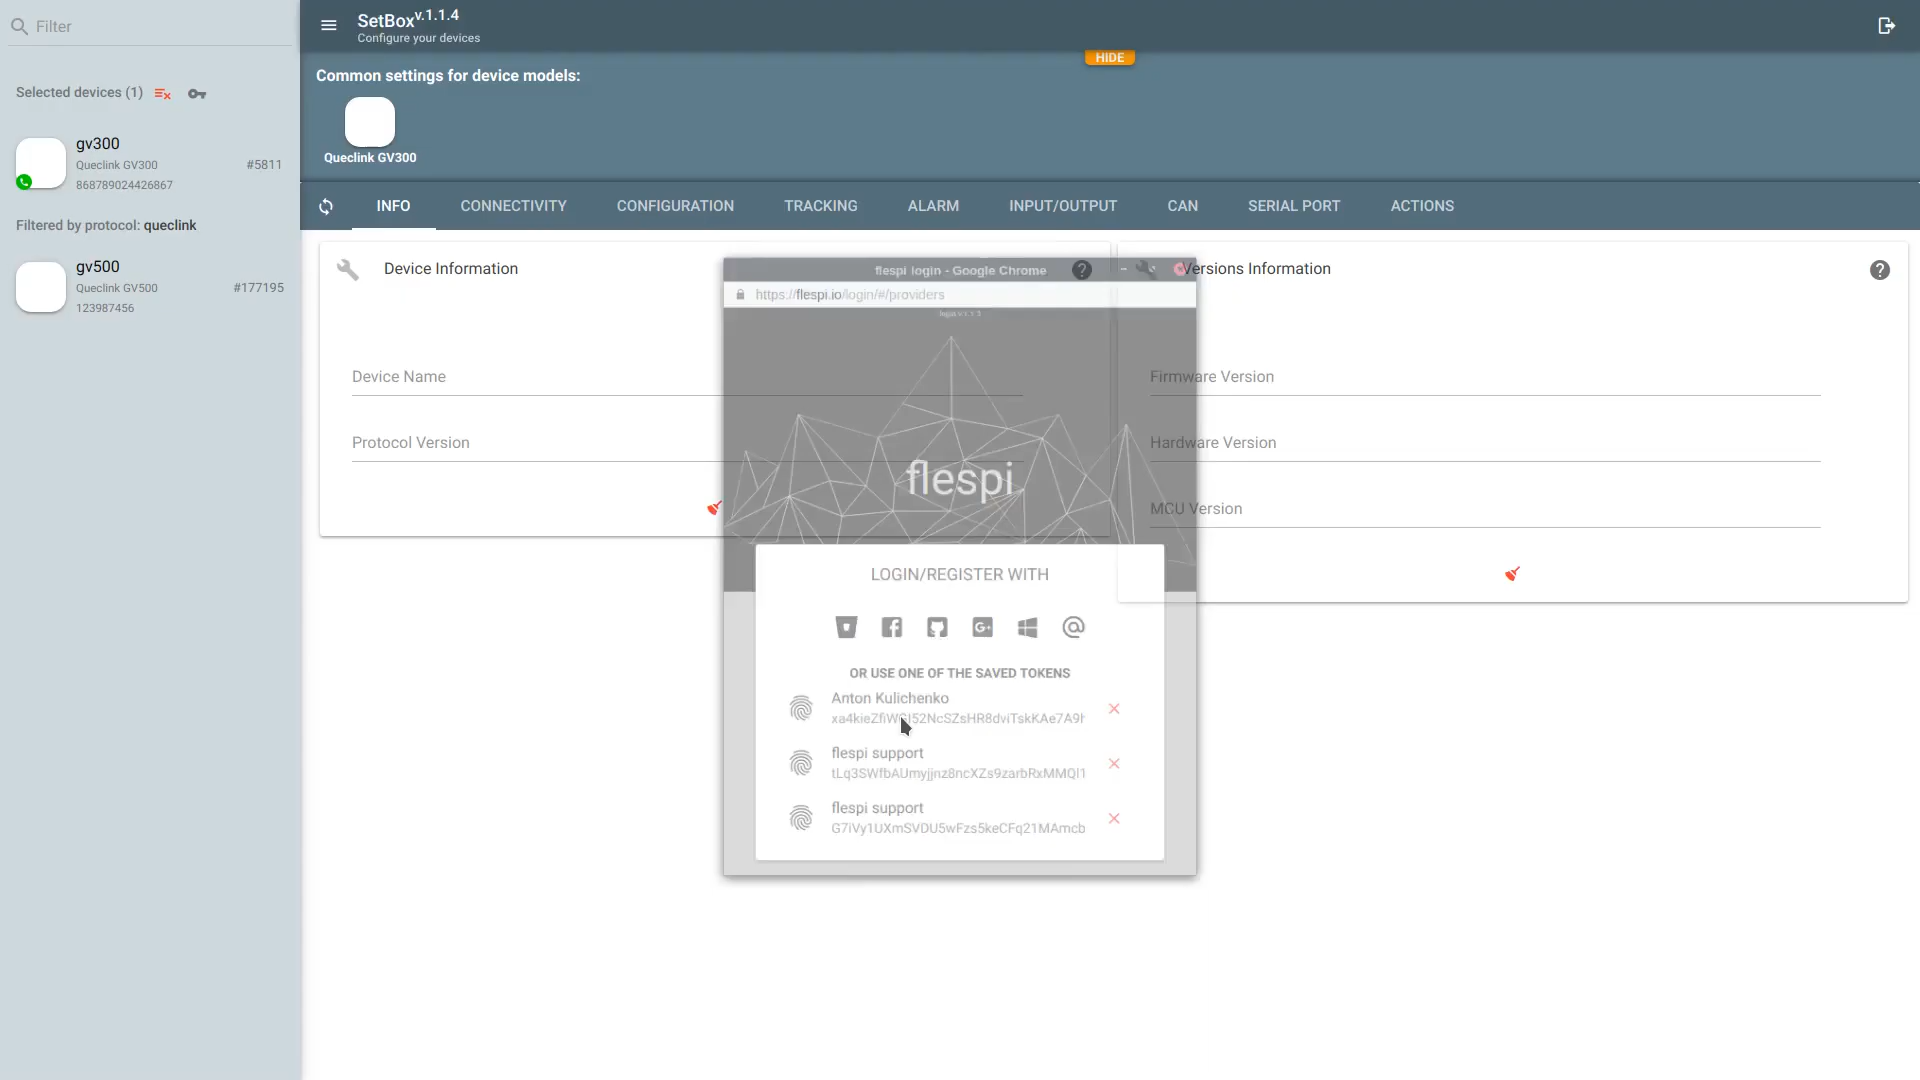 Filter
SetBox v.1.1.4
Configure your devices
HIDE
Common settings for device models:
Queclink GV300
Selected devices (1)
gv300
Queclink GV300
#5811
868789024426867
Filtered by protocol: queclink
gv500
Queclink GV500
#177195
123987456
INFO
CONNECTIVITY
CONFIGURATION
TRACKING
ALARM
INPUT/OUTPUT
CAN
SERIAL PORT
ACTIONS
Device Information
Device Name
Protocol Version
Versions Information
Firmware Version
Hardware Version
MCU Version
flespi login - Google Chrome
https://flespi.io/login/#/providers
flespi
LOGIN/REGISTER WITH
OR USE ONE OF THE SAVED TOKENS
Anton Kulichenko
flespi support
flespi support